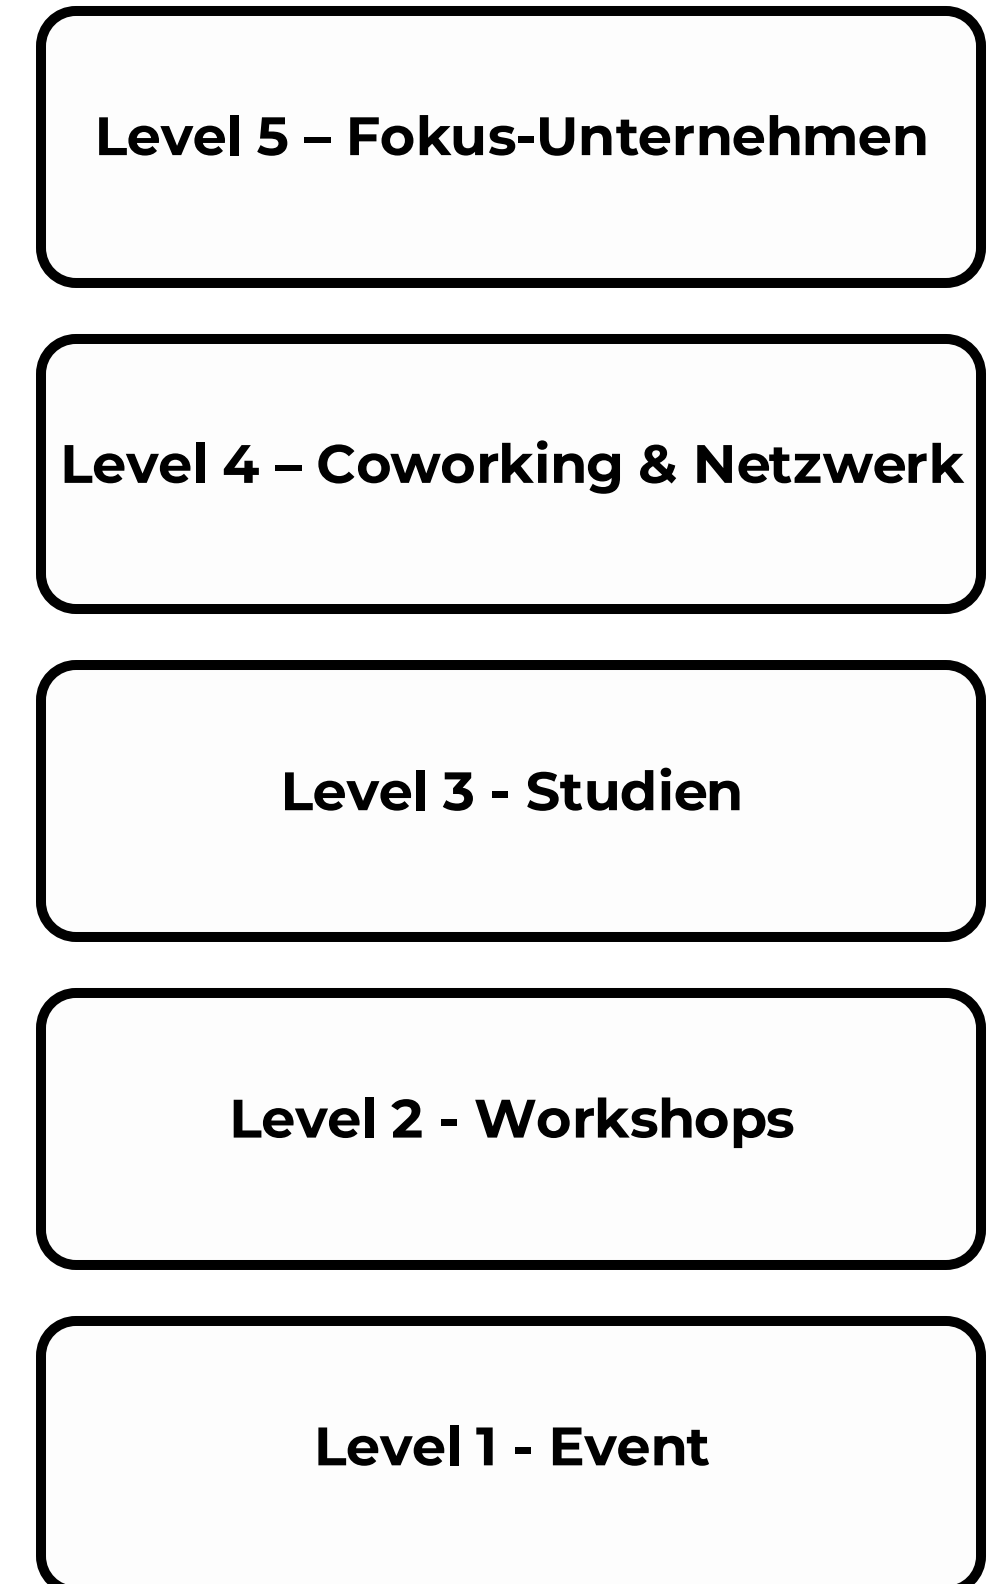 Level 5 – Fokus-Unternehmen
Level 4 – Coworking & Netzwerk
Level 3 - Studien
Level 2 - Workshops
Level 1 - Event